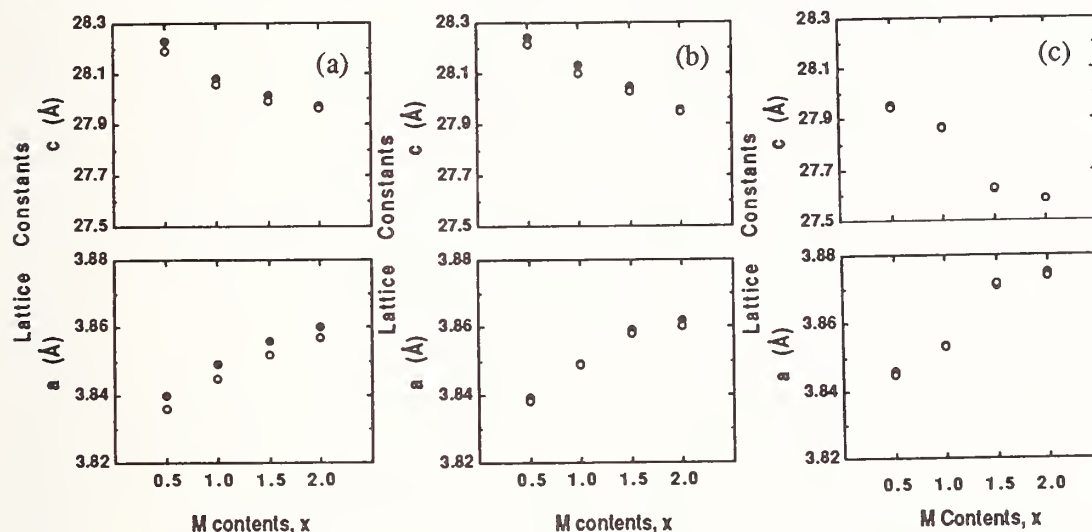 (a)
28.3
28.1
27.9
27.7
27.5
c (Å)
3.88
3.86
3.84
3.82
a (Å)
Lattice Constants
0.5 1.0 1.5 2.0
M contents, x
(b)
28.3
28.1
27.9
27.7
27.5
c (Å)
3.88
3.86
3.84
3.82
a (Å)
Lattice Constants
0.5 1.0 1.5 2.0
M contents, x
(c)
28.3
28.1
27.9
27.7
27.5
c (Å)
3.88
3.86
3.84
3.82
a (Å)
Lattice Constants
0.5 1.0 1.5 2.0
M Contents, x